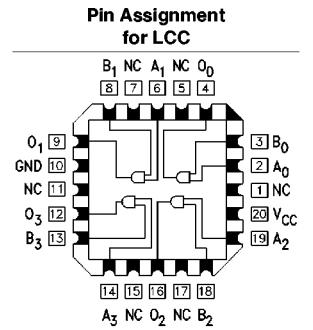 Pin Assignment
for LCC
B1 NC A1 NC O0
8 7 6 5 4
O1 9
3 B0
GND 10
2 A0
NC 11
1 NC
O3 12
20 VCC
B3 13
19 A2
14 15 16 17 18
A3 NC O2 NC B2